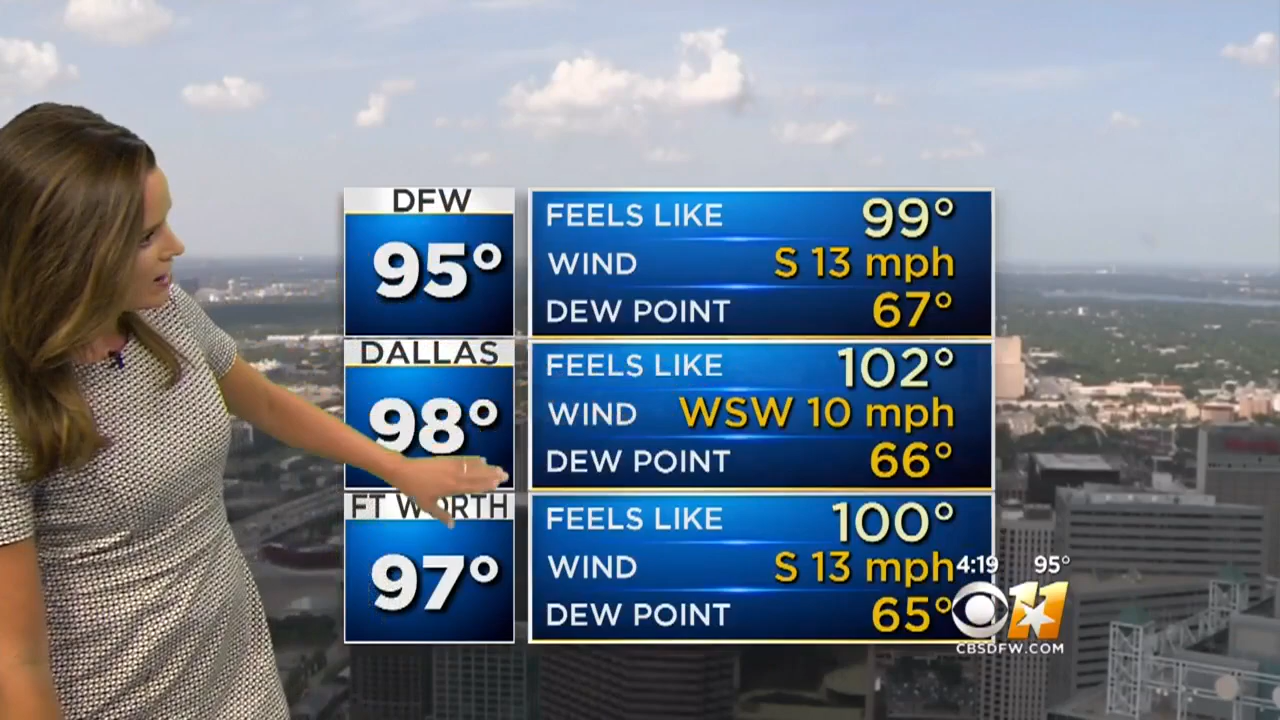 DFW
95°
FEELS LIKE 99°
WIND S 13 mph
DEW POINT 67°
DALLAS
98°
FEELS LIKE 102°
WIND WSW 10 mph
DEW POINT 66°
FT WORTH
97°
FEELS LIKE 100°
WIND S 13 mph
DEW POINT 65°
4:19 95°
11
CBSDFW.COM